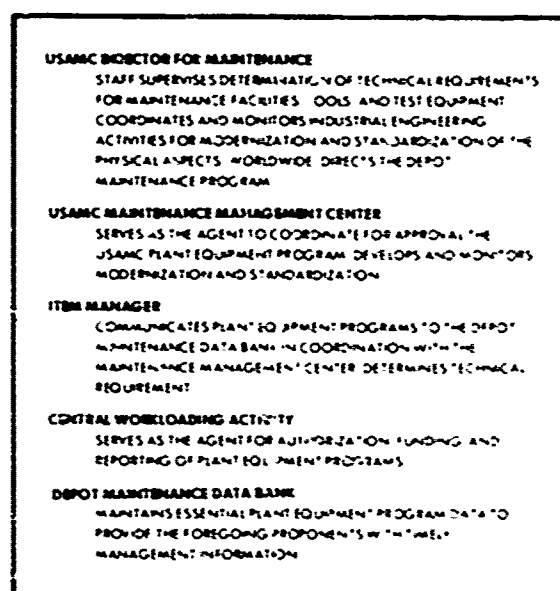 USAMC DIRECTOR FOR MAINTENANCE
STAFF SUPERVISES DETERMINATION OF TECHNICAL REQUIREMENTS
FOR MAINTENANCE FACILITIES TOOLS AND TEST EQUIPMENT
COORDINATES AND MONITORS INDUSTRIAL ENGINEERING
ACTIVITIES FOR MODERNIZATION AND STANDARDIZATION OF THE
PHYSICAL ASPECTS WORLDWIDE DIRECTS THE DEPOT
MAINTENANCE PROGRAM
USAMC MAINTENANCE MANAGEMENT CENTER
SERVES AS THE AGENT TO COORDINATE FOR APPROVAL THE
USAMC PLANT EQUIPMENT PROGRAM DEVELOPS AND MONITORS
MODERNIZATION AND STANDARDIZATION
ITEM MANAGER
COMMUNICATES PLANT EQUIPMENT PROGRAMS TO THE DEPOT
MAINTENANCE DATA BANK IN COORDINATION WITH THE
MAINTENANCE MANAGEMENT CENTER DETERMINES TECHNICAL
REQUIREMENT
CENTRAL WORKLOADING ACTIVITY
SERVES AS THE AGENT FOR AUTHORIZATION FUNDING AND
REPORTING OF PLANT EQUIPMENT PROGRAMS
DEPOT MAINTENANCE DATA BANK
MAINTAINS ESSENTIAL PLANT EQUIPMENT PROGRAM DATA TO
PROVIDE THE FOREGOING PROPONENTS WITH TIMELY
MANAGEMENT INFORMATION